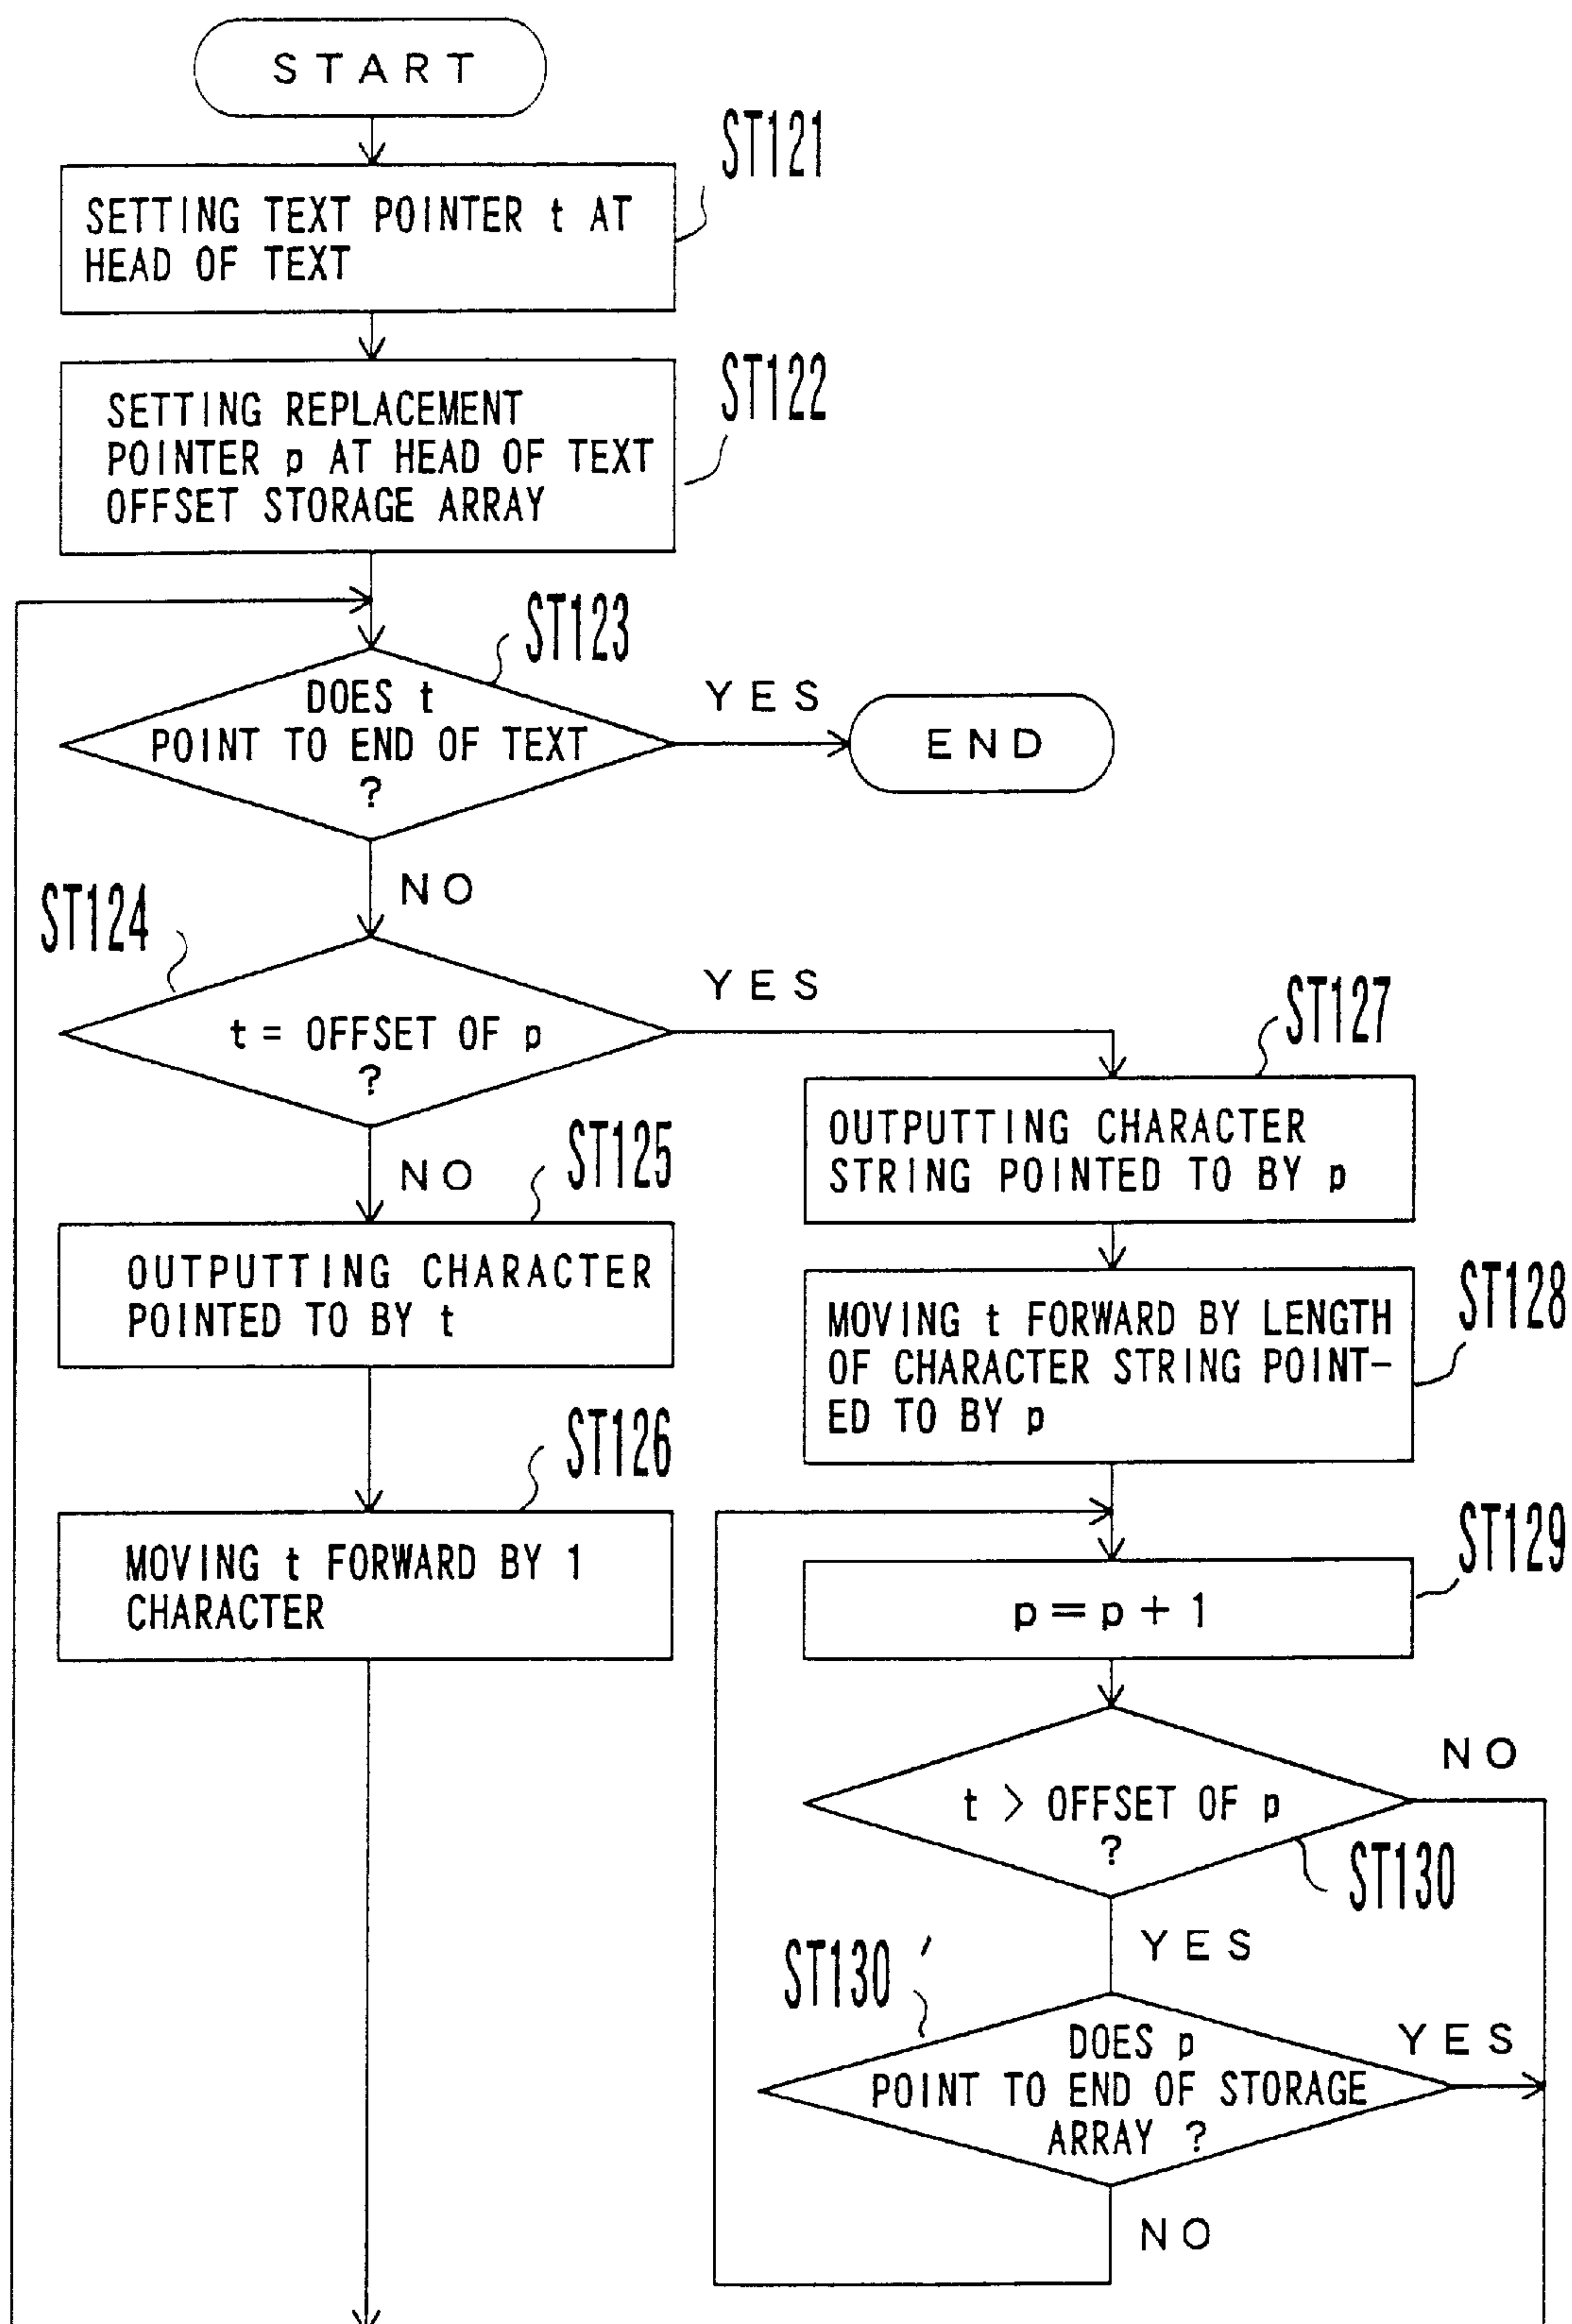 START
ST121
SETTING TEXT POINTER t AT
HEAD OF TEXT
ST122
SETTING REPLACEMENT
POINTER p AT HEAD OF TEXT
OFFSET STORAGE ARRAY
ST123
DOES t
POINT TO END OF TEXT
?
YES
END
NO
ST124
t = OFFSET OF p
?
YES
NO
ST125
OUTPUTTING CHARACTER
POINTED TO BY t
ST126
MOVING t FORWARD BY 1
CHARACTER
ST127
OUTPUTTING CHARACTER
STRING POINTED TO BY p
ST128
MOVING t FORWARD BY LENGTH
OF CHARACTER STRING POINT-
ED TO BY p
ST129
p = p + 1
t > OFFSET OF p
?
NO
ST130
YES
ST130'
DOES p
POINT TO END OF STORAGE
ARRAY ?
YES
NO